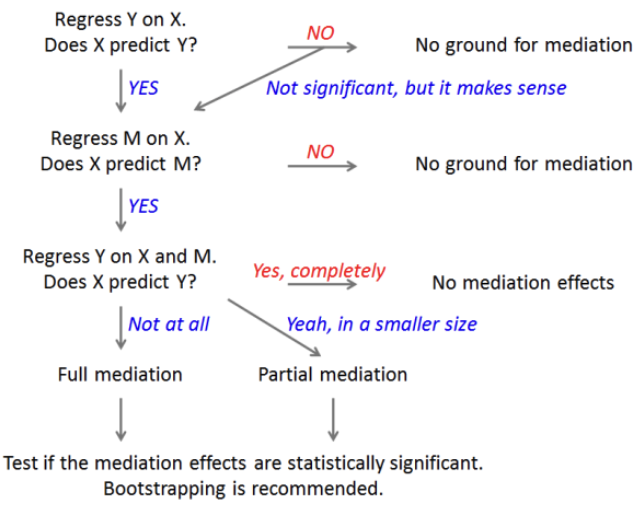 Regress Y on X.
Does X predict Y?
NO
No ground for mediation
YES
Not significant, but it makes sense
Regress M on X.
Does X predict M?
NO
No ground for mediation
YES
Regress Y on X and M.
Does X predict Y?
Yes, completely
No mediation effects
Not at all
Yeah, in a smaller size
Full mediation
Partial mediation
Test if the mediation effects are statistically significant.
Bootstrapping is recommended.